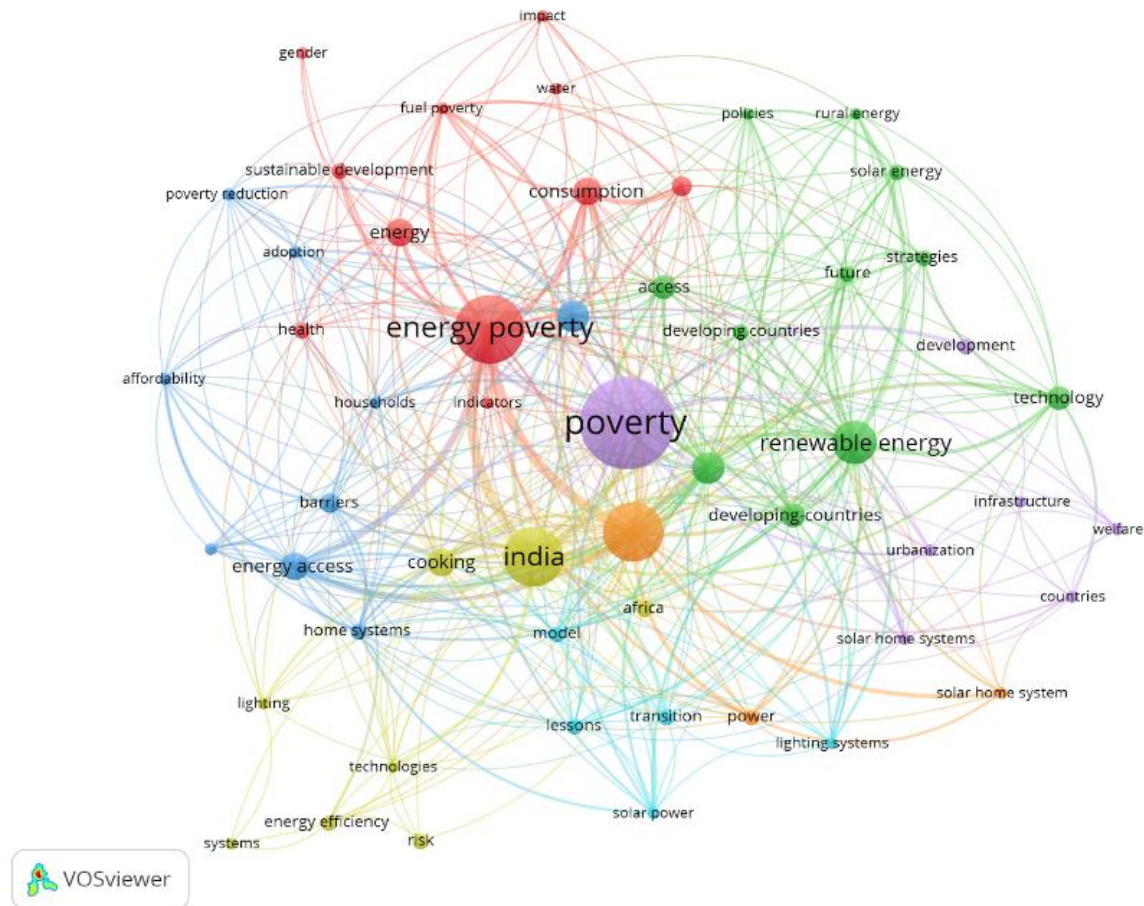 impact
gender
water
fuel poverty
policies
rural energy
sustainable development
solar energy
poverty reduction
consumption
energy
adoption
strategies
future
access
energy poverty
health
developing countries
development
affordability
households
indicators
technology
poverty
renewable energy
barriers
infrastructure
developing-countries
welfare
urbanization
india
cooking
energy access
countries
africa
home systems
model
solar home systems
solar home system
lighting
lessons
transition
power
lighting systems
technologies
solar power
energy efficiency
risk
systems
VOSviewer